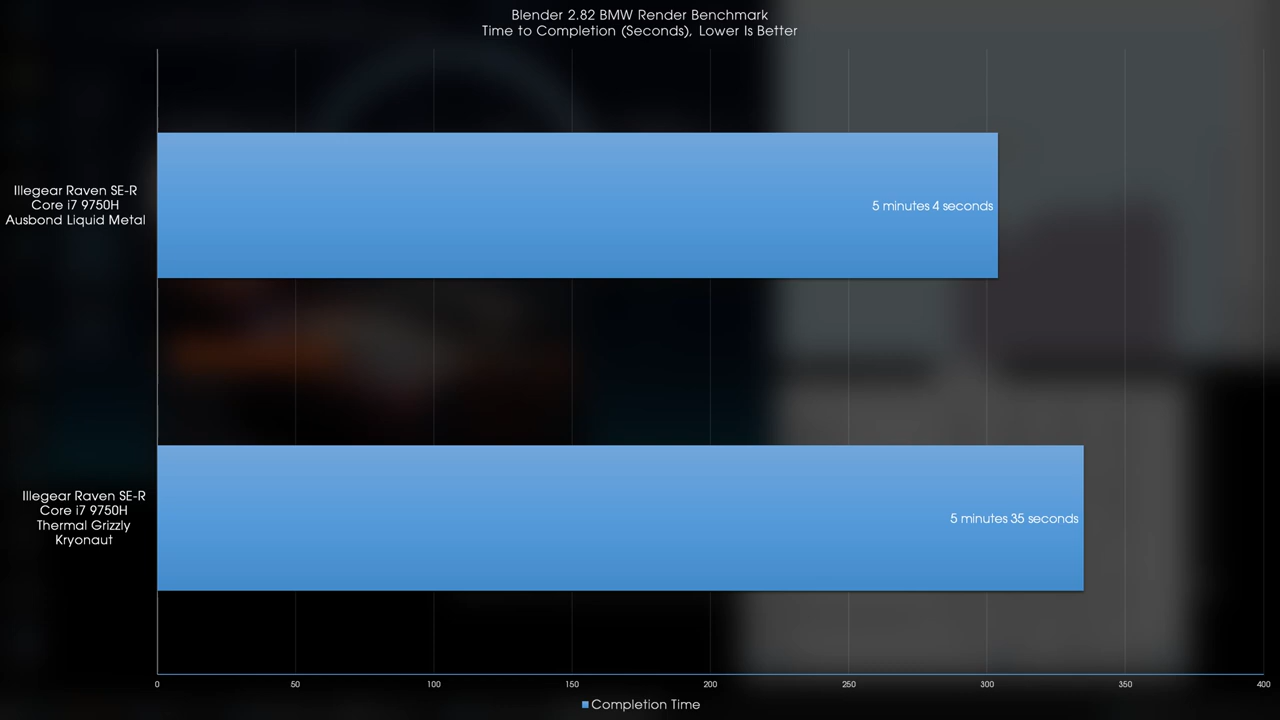 Blender 2.82 BMW Render Benchmark
Time to Completion (Seconds), Lower Is Better
Illegear Raven SE-R
Core i7 9750H
Ausbond Liquid Metal
5 minutes 4 seconds
Illegear Raven SE-R
Core i7 9750H
Thermal Grizzly
Kryonaut
5 minutes 35 seconds
0 50 100 150 200 250 300 350 400
Completion Time